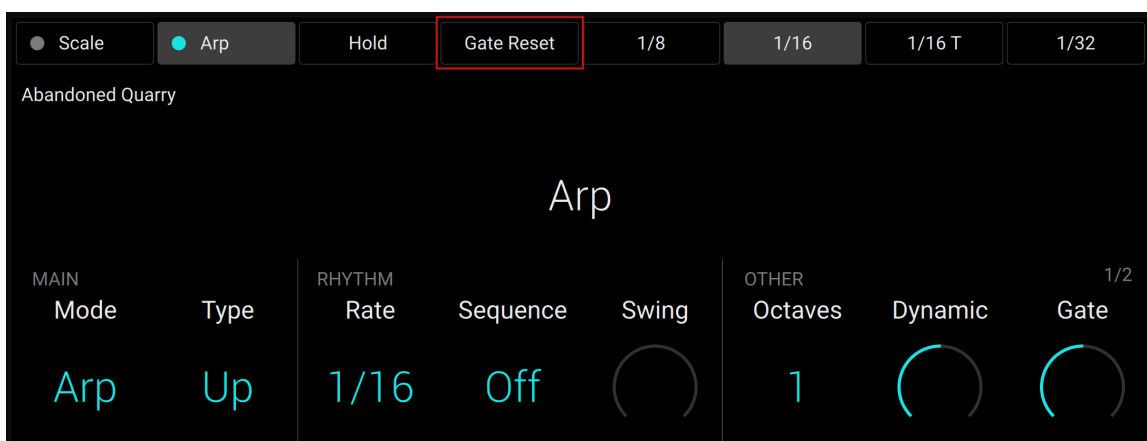 Scale Arp Hold Gate Reset 1/8 1/16 1/16 T 1/32
Abandoned Quarry
Arp
MAIN RHYTHM OTHER 1/2
Mode Type Rate Sequence Swing Octaves Dynamic Gate
Arp Up 1/16 Off 1